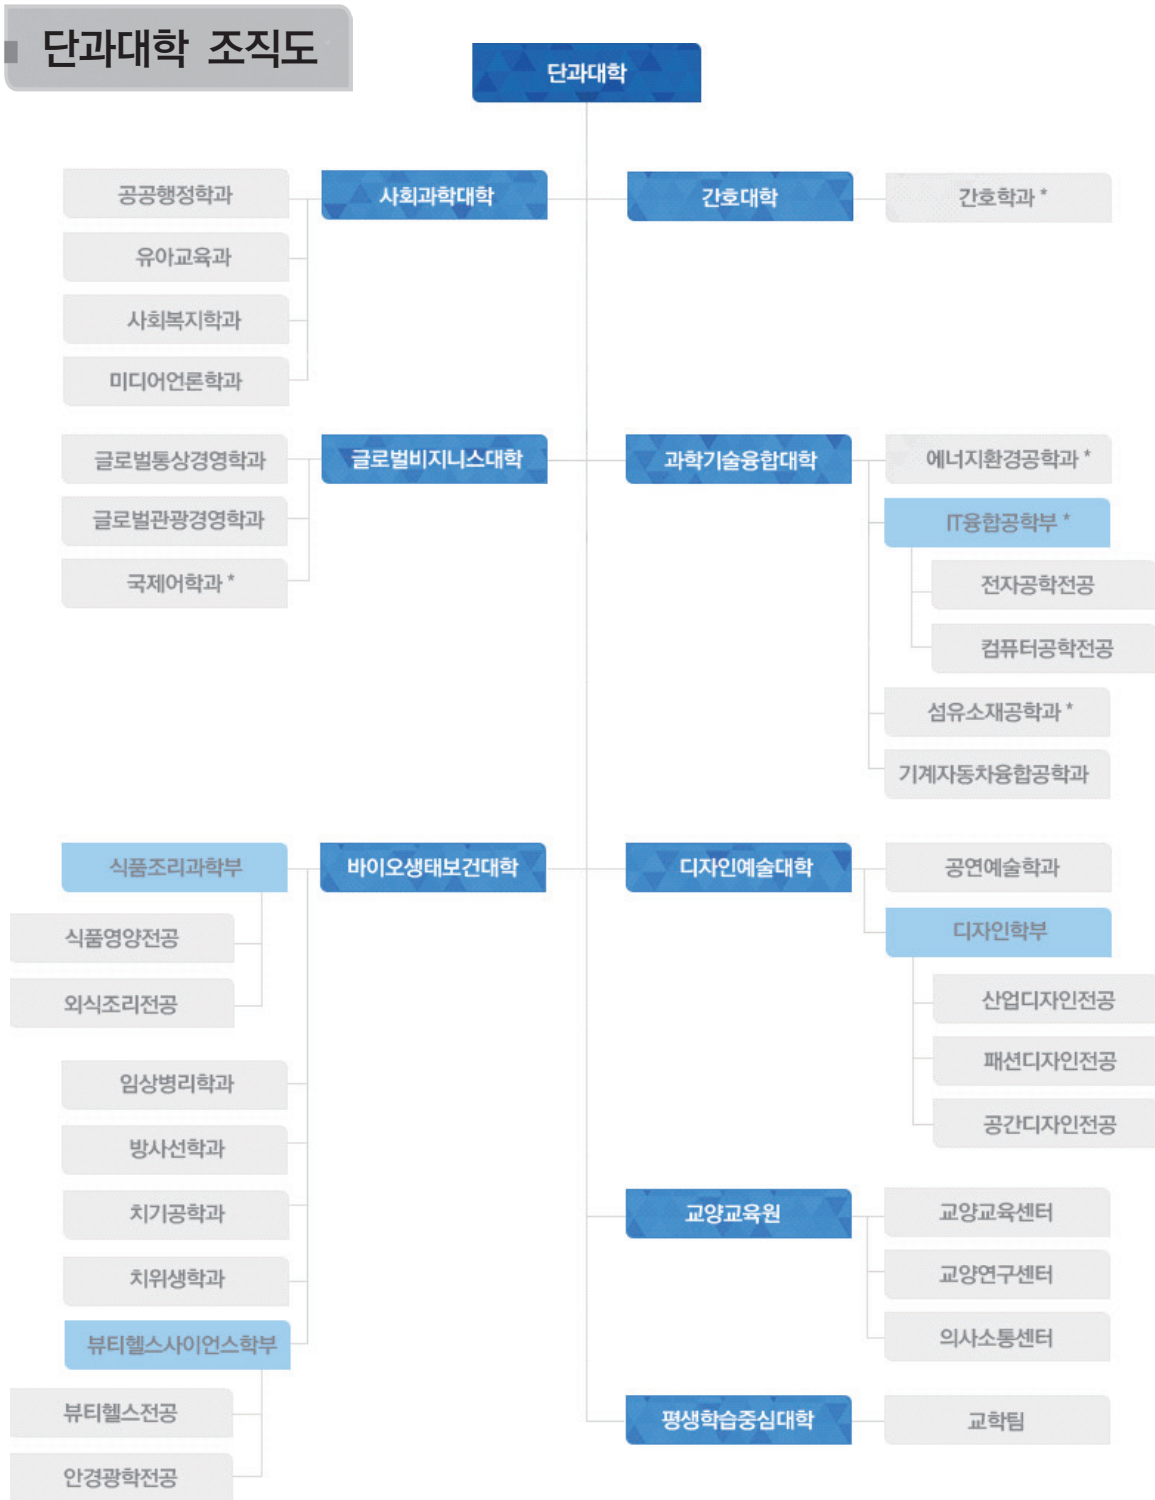 단과대학 조직도
단과대학
사회과학대학
공공행정학과
유아교육과
사회복지학과
미디어언론학과
간호대학
간호학과 *
글로벌비지니스대학
글로벌통상경영학과
글로벌관광경영학과
국제어학과 *
과학기술융합대학
에너지환경공학과 *
IT융합공학부 *
전자공학전공
컴퓨터공학전공
섬유소재공학과 *
기계자동차융합공학과
바이오생태보건대학
식품조리과학부
식품영양전공
외식조리전공
임상병리학과
방사선학과
치기공학과
치위생학과
뷰티헬스사이언스학부
뷰티헬스전공
안경광학전공
디자인예술대학
공연예술학과
디자인학부
산업디자인전공
패션디자인전공
공간디자인전공
교양교육원
교양교육센터
교양연구센터
의사소통센터
평생학습중심대학
교학팀